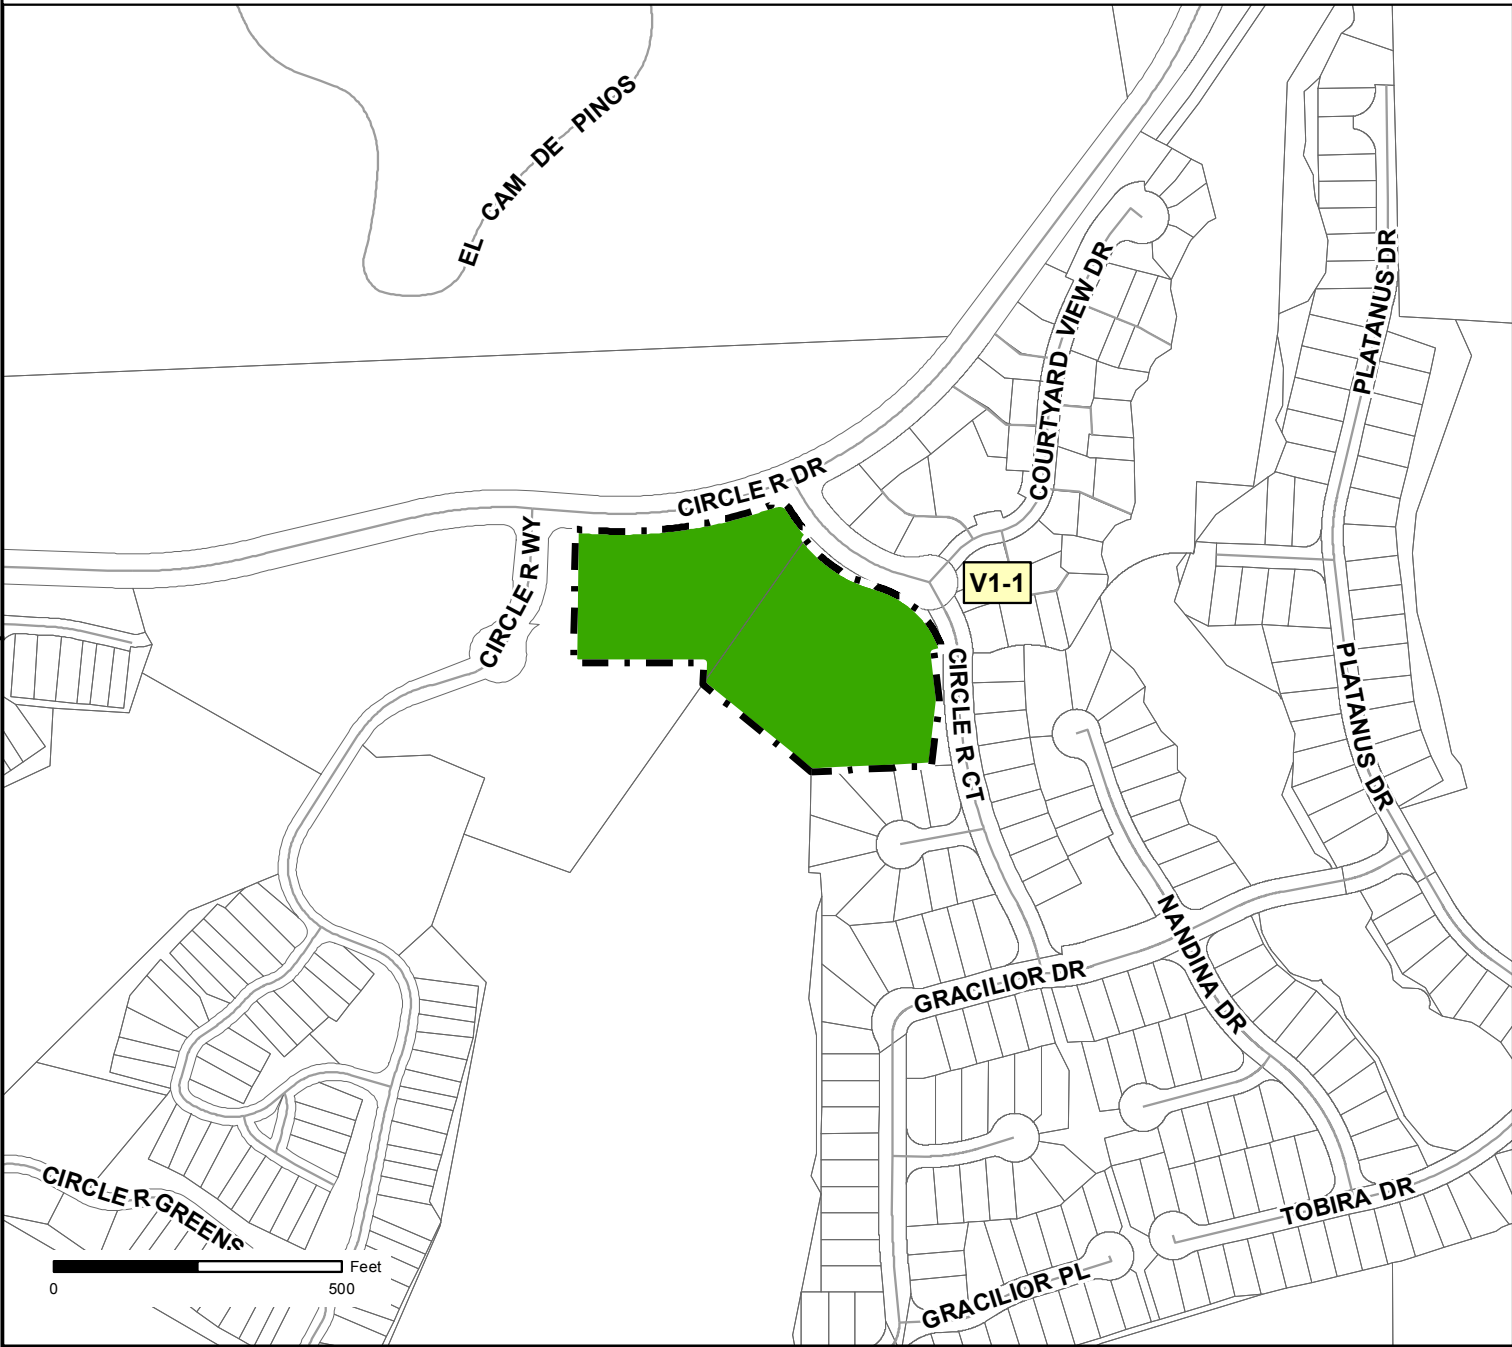 EL CAM DE PINOS
PLATANUS DR
COURTYARD VIEW DR
CIRCLE R DR
CIRCLE R WY
V1-1
CIRCLE R CT
PLATANUS DR
NANDINA DR
GRACILIOR DR
CIRCLE R GREENS
TOBIRA DR
GRACILIOR PL
Feet
0 500